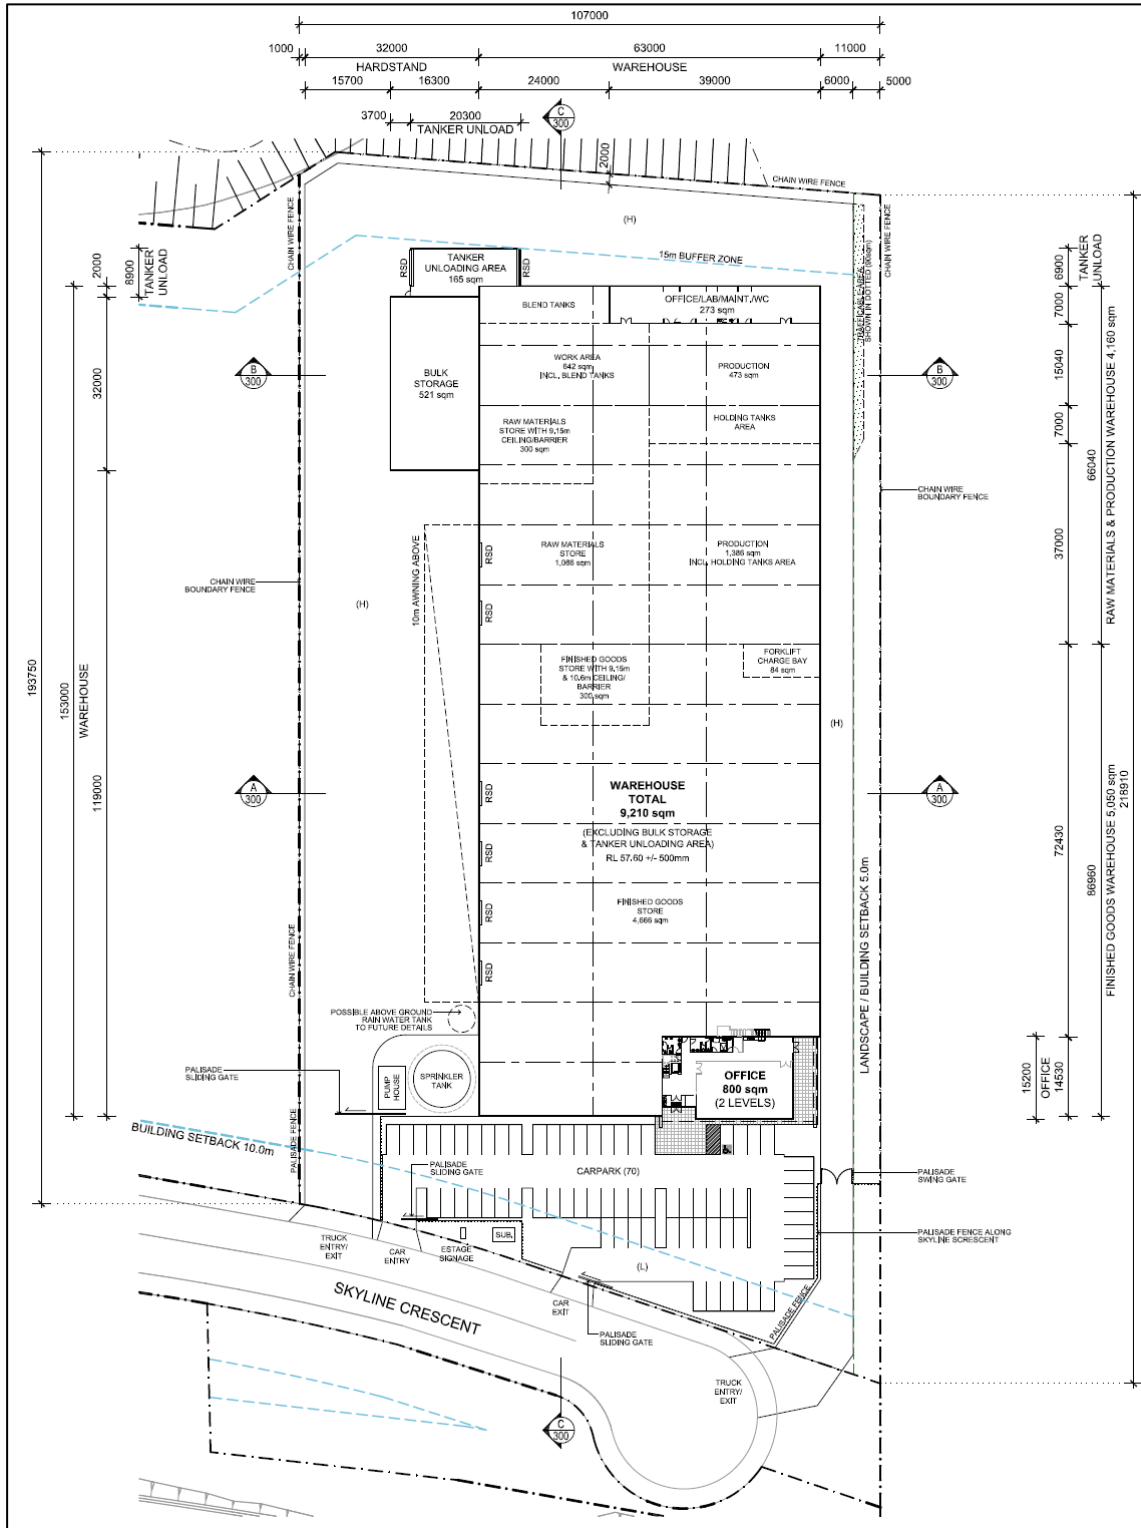 107000
1000
32000
63000
11000
HARDSTAND
WAREHOUSE
15700
16300
24000
39000
6000
5000
3700
20300
TANKER UNLOAD
C
300
2000
CHAIN WIRE FENCE
(H)
15m BUFFER ZONE
CHAIN WIRE FENCE
CHAIN WIRE FENCE
TRAFFICABLE AREA
SHOWN IN DOTTED (90sqm)
2000
6900
TANKER
UNLOAD
RSD
TANKER
UNLOADING AREA
165 sqm
RSD
6900
TANKER
UNLOAD
BLEND TANKS
OFFICE/LAB/MAINT./WC
273 sqm
7000
B
300
32000
BULK
STORAGE
521 sqm
WORK AREA
642 sqm
INCL. BLEND TANKS
PRODUCTION
473 sqm
B
300
15040
RAW MATERIALS
STORE WITH 9.15m
CEILING/BARRIER
300 sqm
HOLDING TANKS
AREA
7000
66040
RAW MATERIALS & PRODUCTION WAREHOUSE 4,160 sqm
CHAIN WIRE
BOUNDARY FENCE
RAW MATERIALS
STORE
1,086 sqm
PRODUCTION
1,386 sqm
INCL. HOLDING TANKS AREA
37000
CHAIN WIRE
BOUNDARY FENCE
(H)
10m AWNING ABOVE
RSD
RSD
193750
153000
WAREHOUSE
119000
FINISHED GOODS
STORE WITH 9.15m
& 10.6m CEILING/
BARRIER
300 sqm
FORKLIFT
CHARGE BAY
84 sqm
(H)
A
300
RSD
WAREHOUSE
TOTAL
9,210 sqm
(EXCLUDING BULK STORAGE
& TANKER UNLOADING AREA)
RL 57.60 +/- 500mm
A
300
72430
86960
FINISHED GOODS WAREHOUSE 5,050 sqm
218910
RSD
RSD
FINISHED GOODS
STORE
4,666 sqm
RSD
LANDSCAPE / BUILDING SETBACK 5.0m
CHAIN WIRE FENCE
POSSIBLE ABOVE GROUND
RAIN WATER TANK
TO FUTURE DETAILS
PALISADE
SLIDING GATE
PUMP
HOUSE
SPRINKLER
TANK
OFFICE
800 sqm
(2 LEVELS)
15200
OFFICE
14530
BUILDING SETBACK 10.0m
PALISADE FENCE
PALISADE
SLIDING GATE
CARPARK (70)
PALISADE
SWING GATE
TRUCK
ENTRY/
EXIT
CAR
ENTRY
ESTAGE
SIGNAGE
SUB.
(L)
PALISADE FENCE ALONG
SKYLINE SCRESCENT
SKYLINE CRESCENT
CAR
EXIT
PALISADE FENCE
PALISADE
SLIDING GATE
TRUCK
ENTRY/
EXIT
C
300